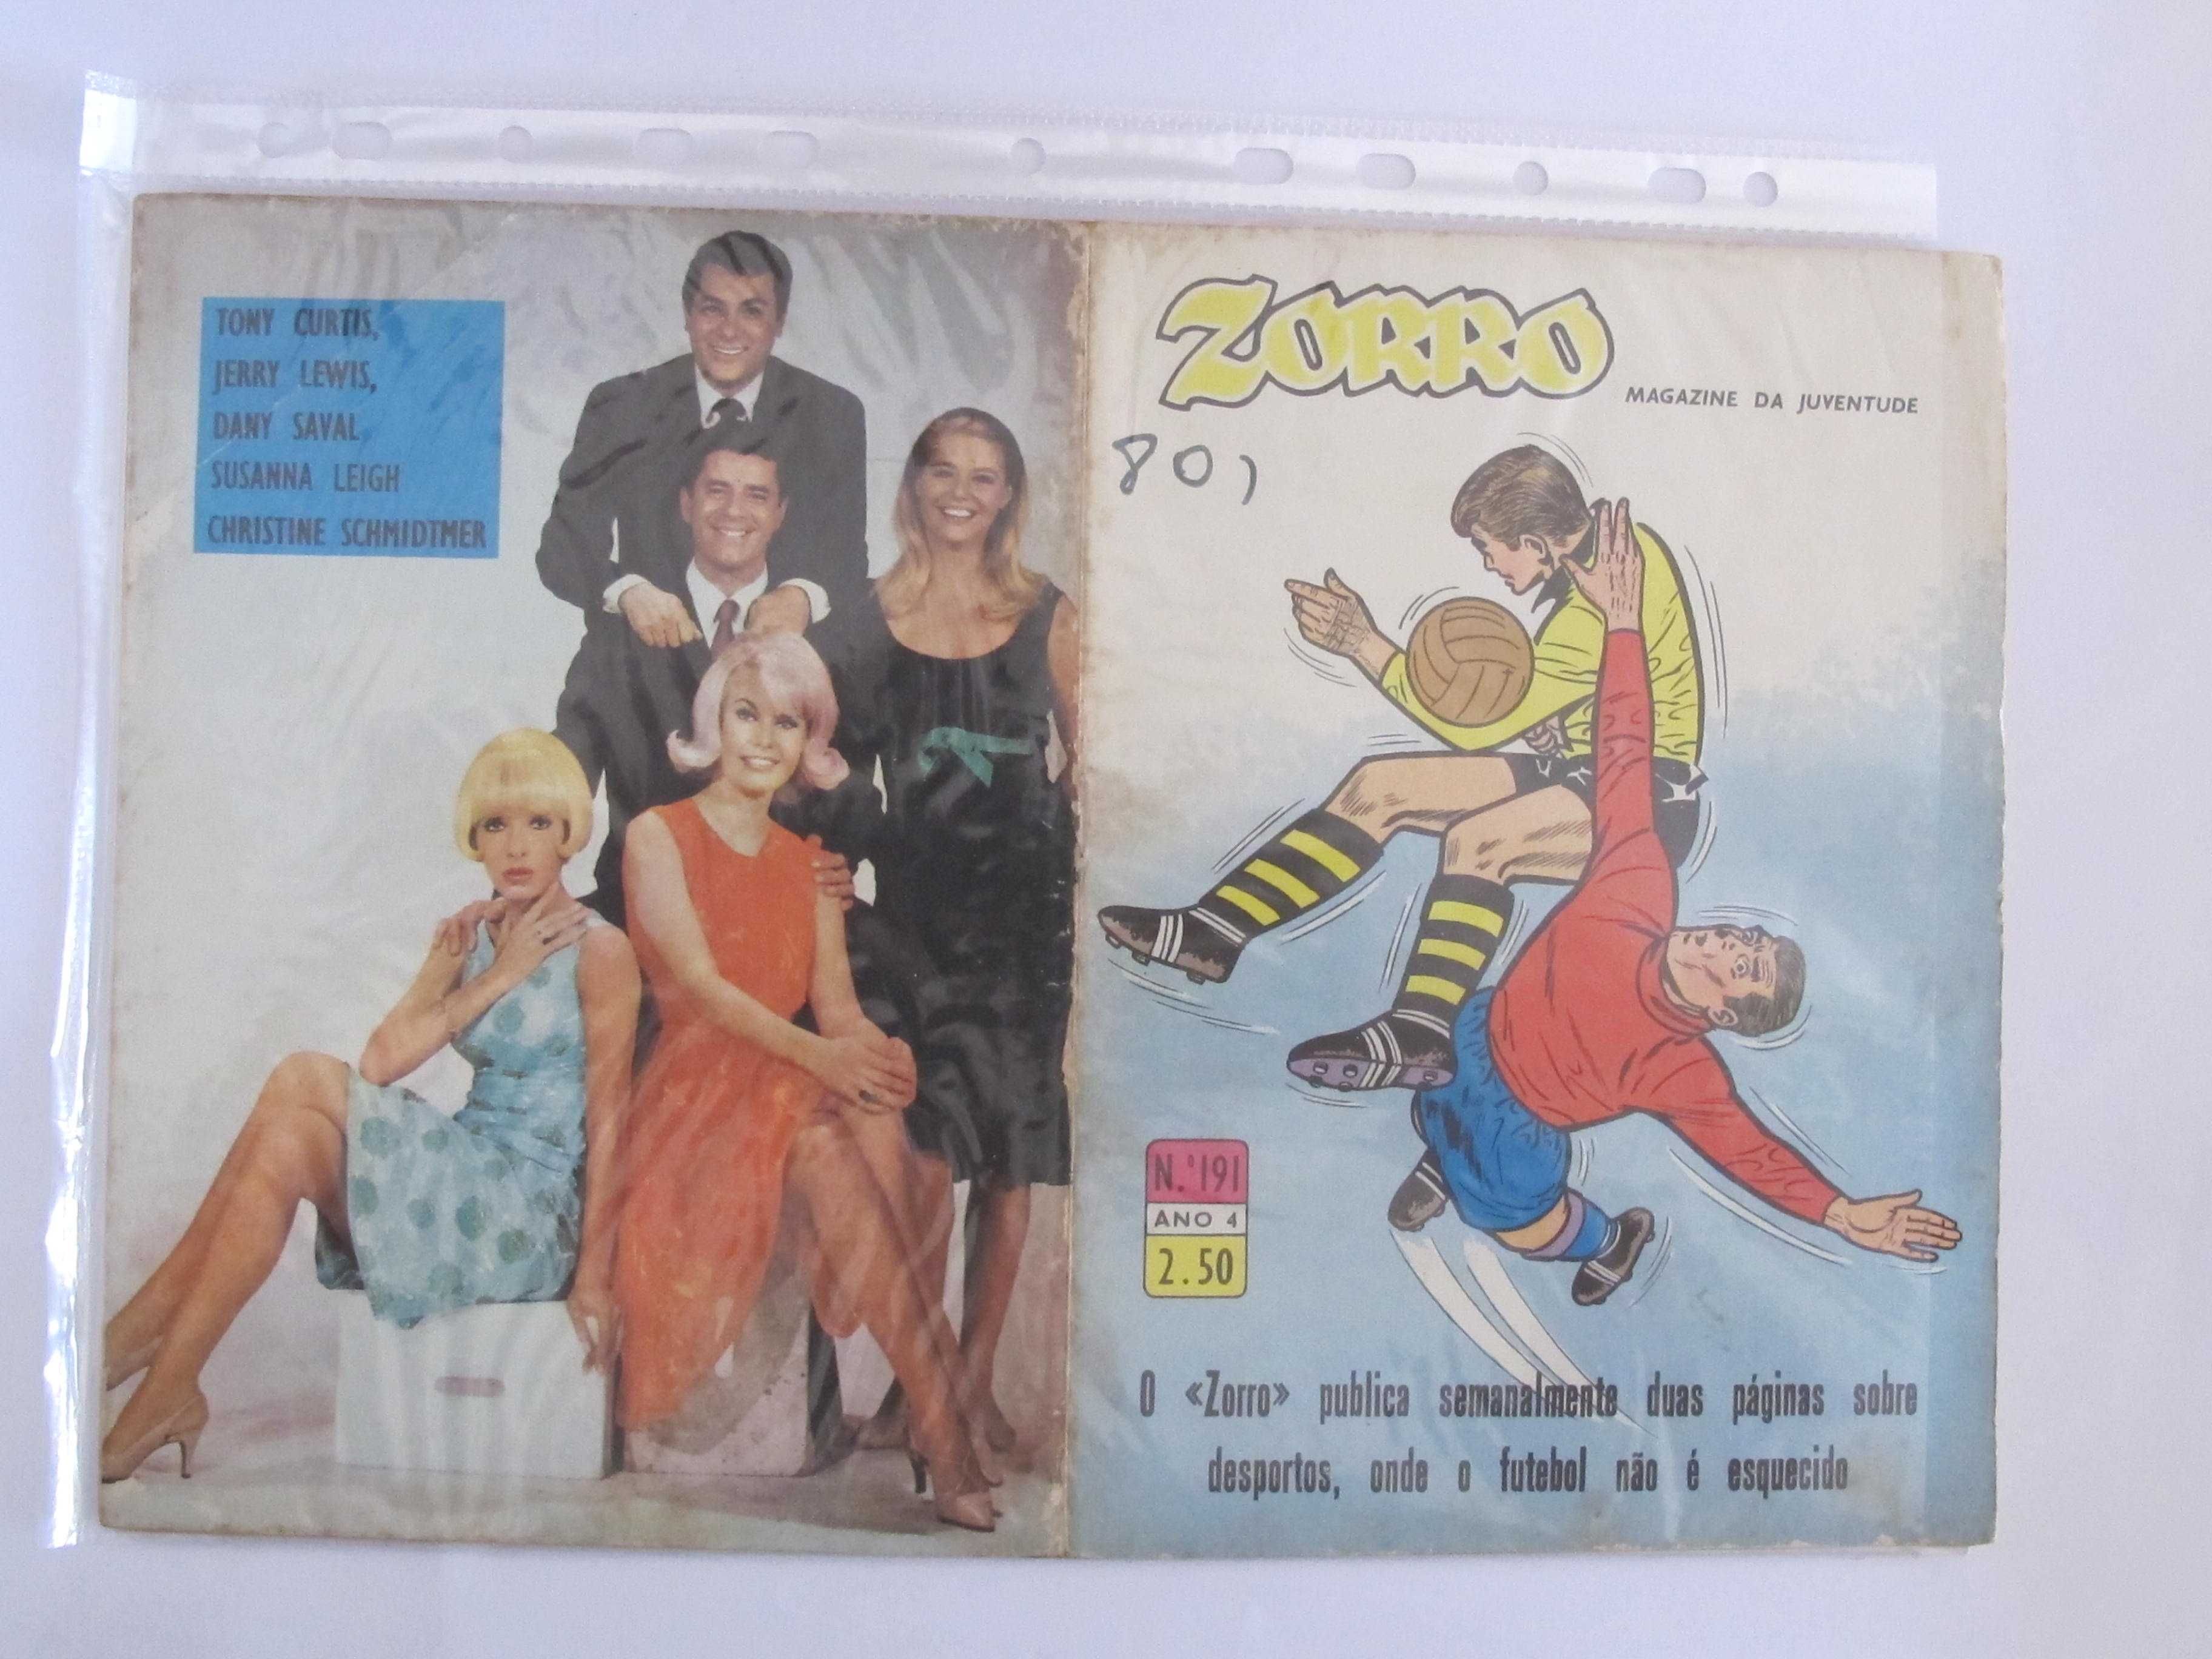 TONY CURTIS,
JERRY LEWIS,
DANY SAVAL,
SUSANNA LEIGH
CHRISTINE SCHMIDTMER
ZORRO
MAGAZINE DA JUVENTUDE
80,
N.º 191
ANO 4
2.50
O «Zorro» publica semanalmente duas páginas sobre
desportos, onde o futebol não é esquecido